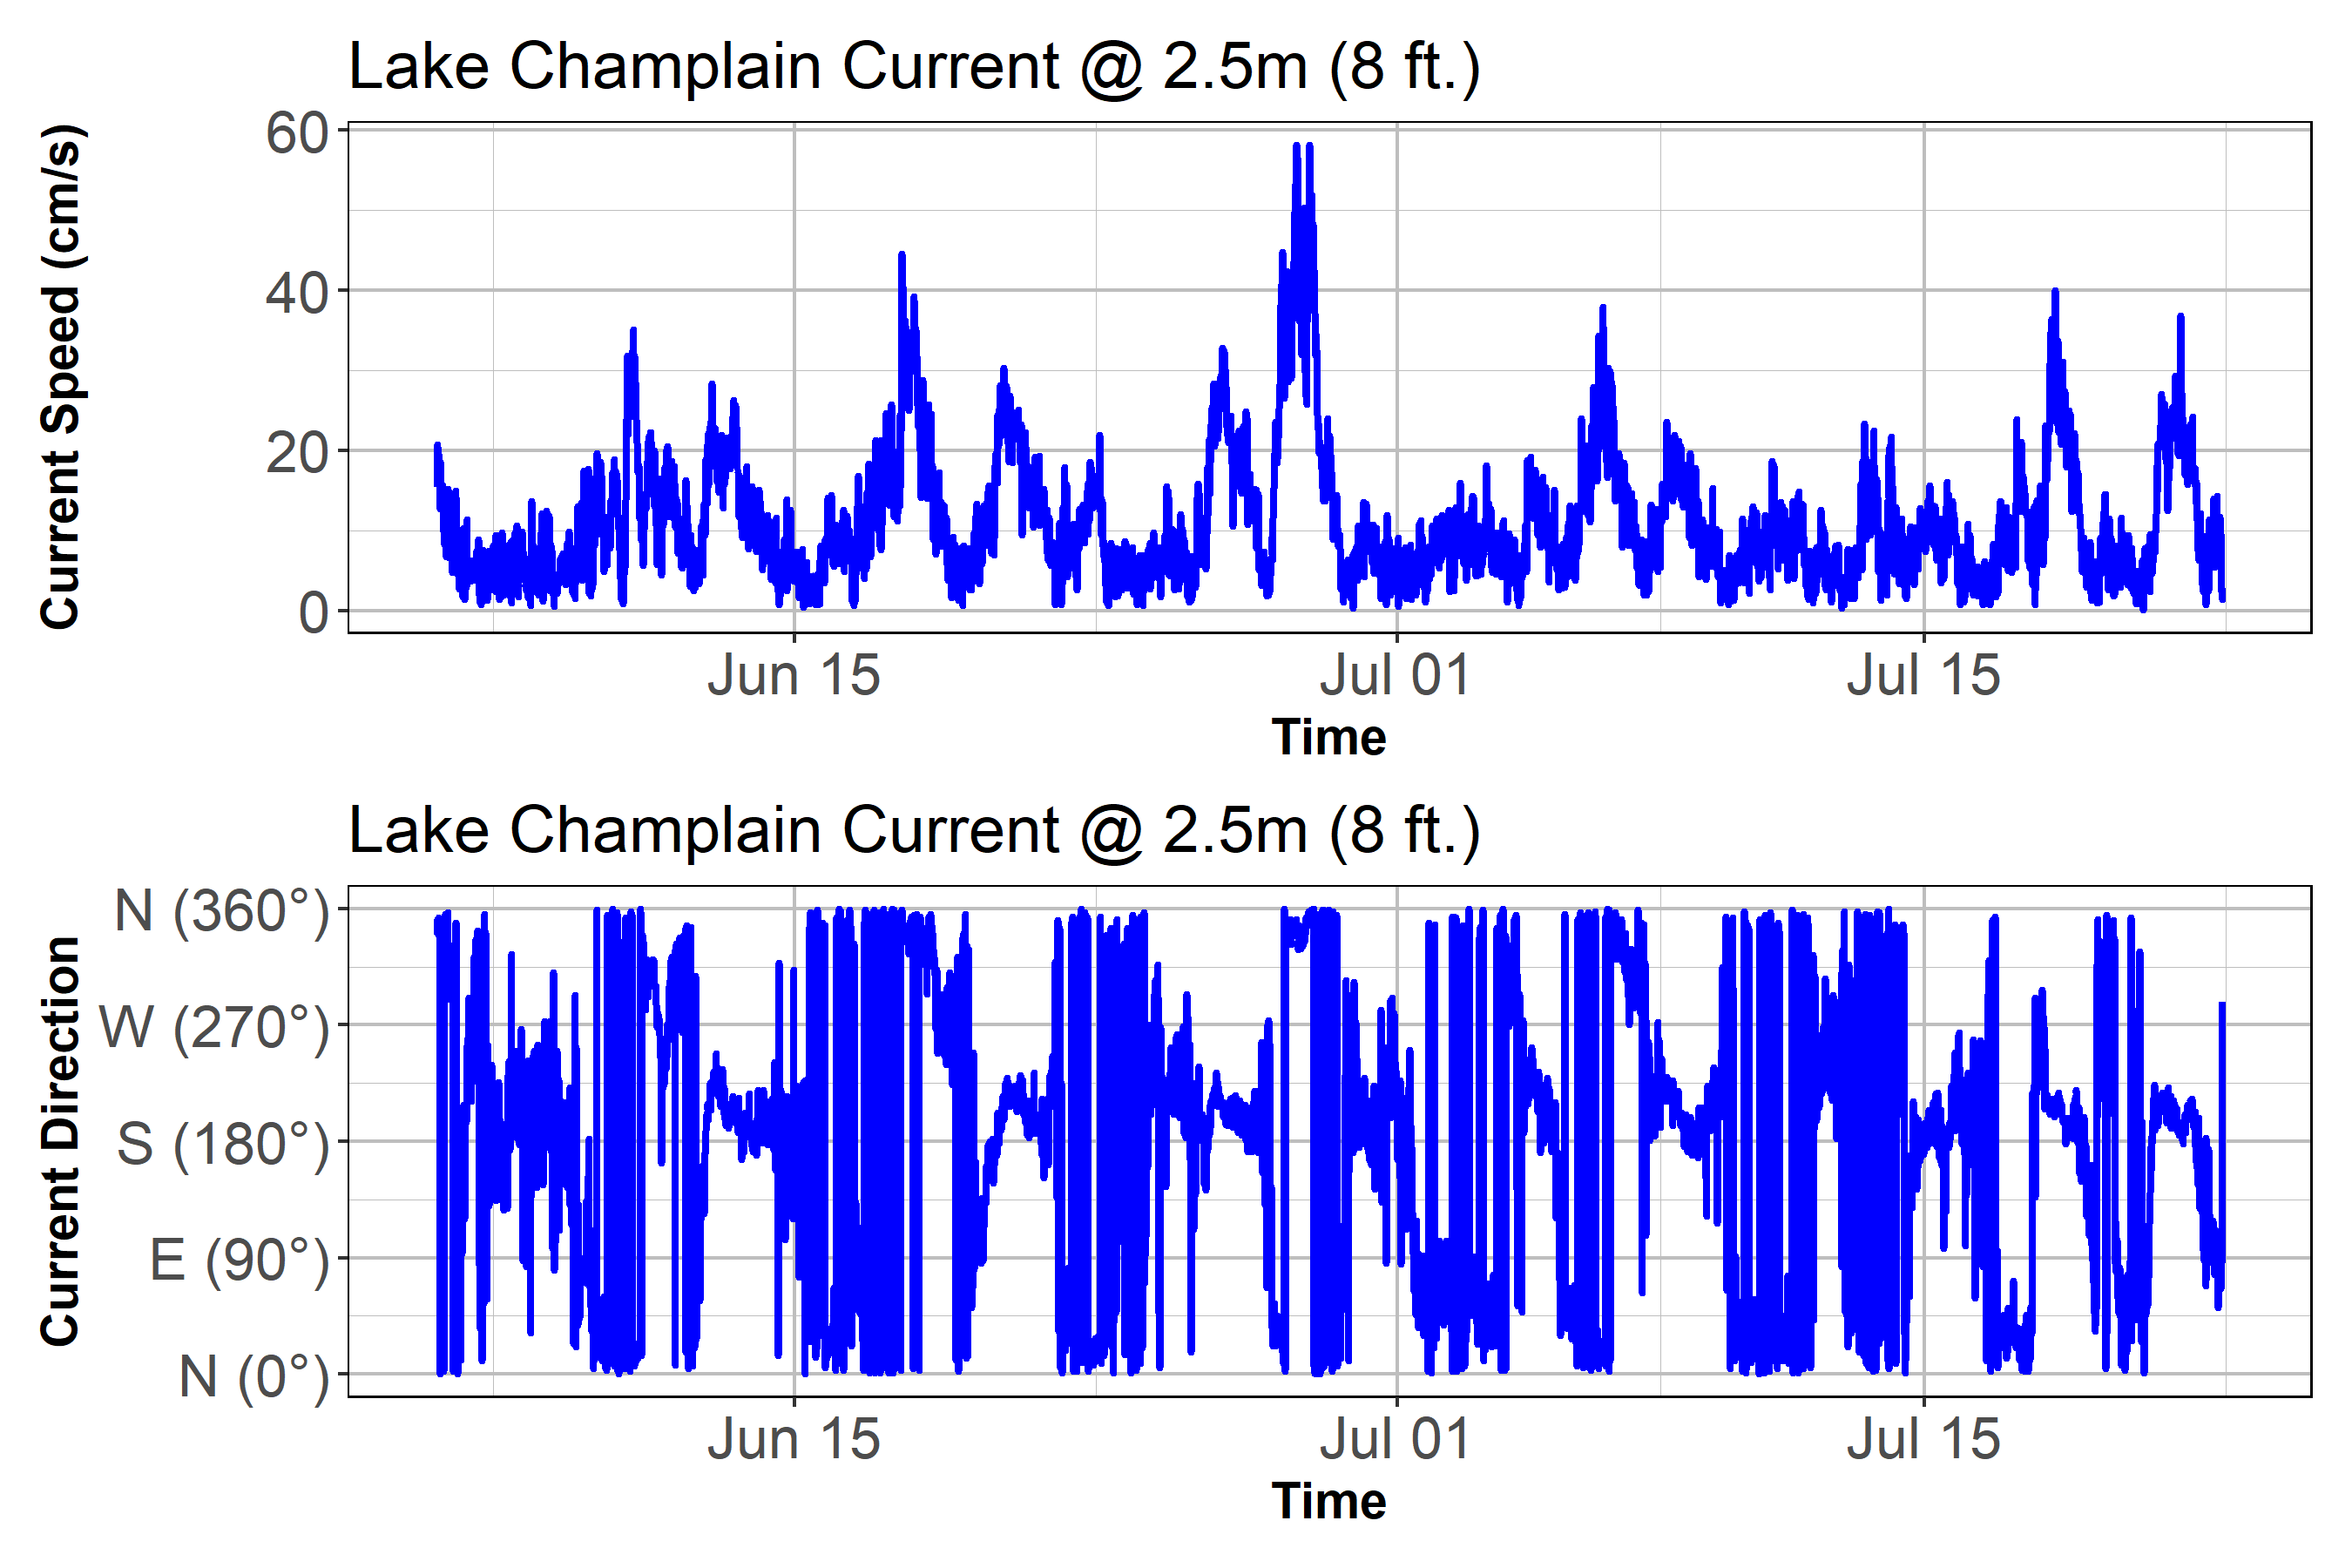 Lake Champlain Current @ 2.5m (8 ft.)
Current Speed (cm/s)
60
40
20
0
Jun 15 Jul 01 Jul 15
Time
Lake Champlain Current @ 2.5m (8 ft.)
Current Direction
N (360°)
W (270°)
S (180°)
E (90°)
N (0°)
Jun 15 Jul 01 Jul 15
Time